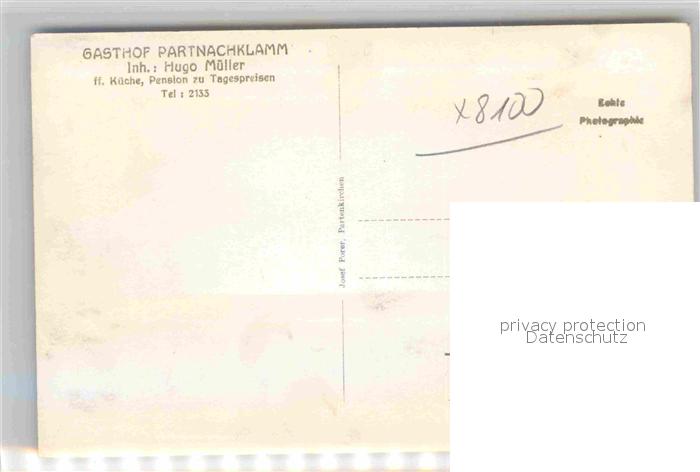 GASTHOF PARTNACHKLAMM
Inh.: Hugo Müller
ff. Küche, Pension zu Tagespreisen
Tel : 2133
x8100
Echte
Photographie
Josef Porer, Partenkirchen
privacy protection
Datenschutz